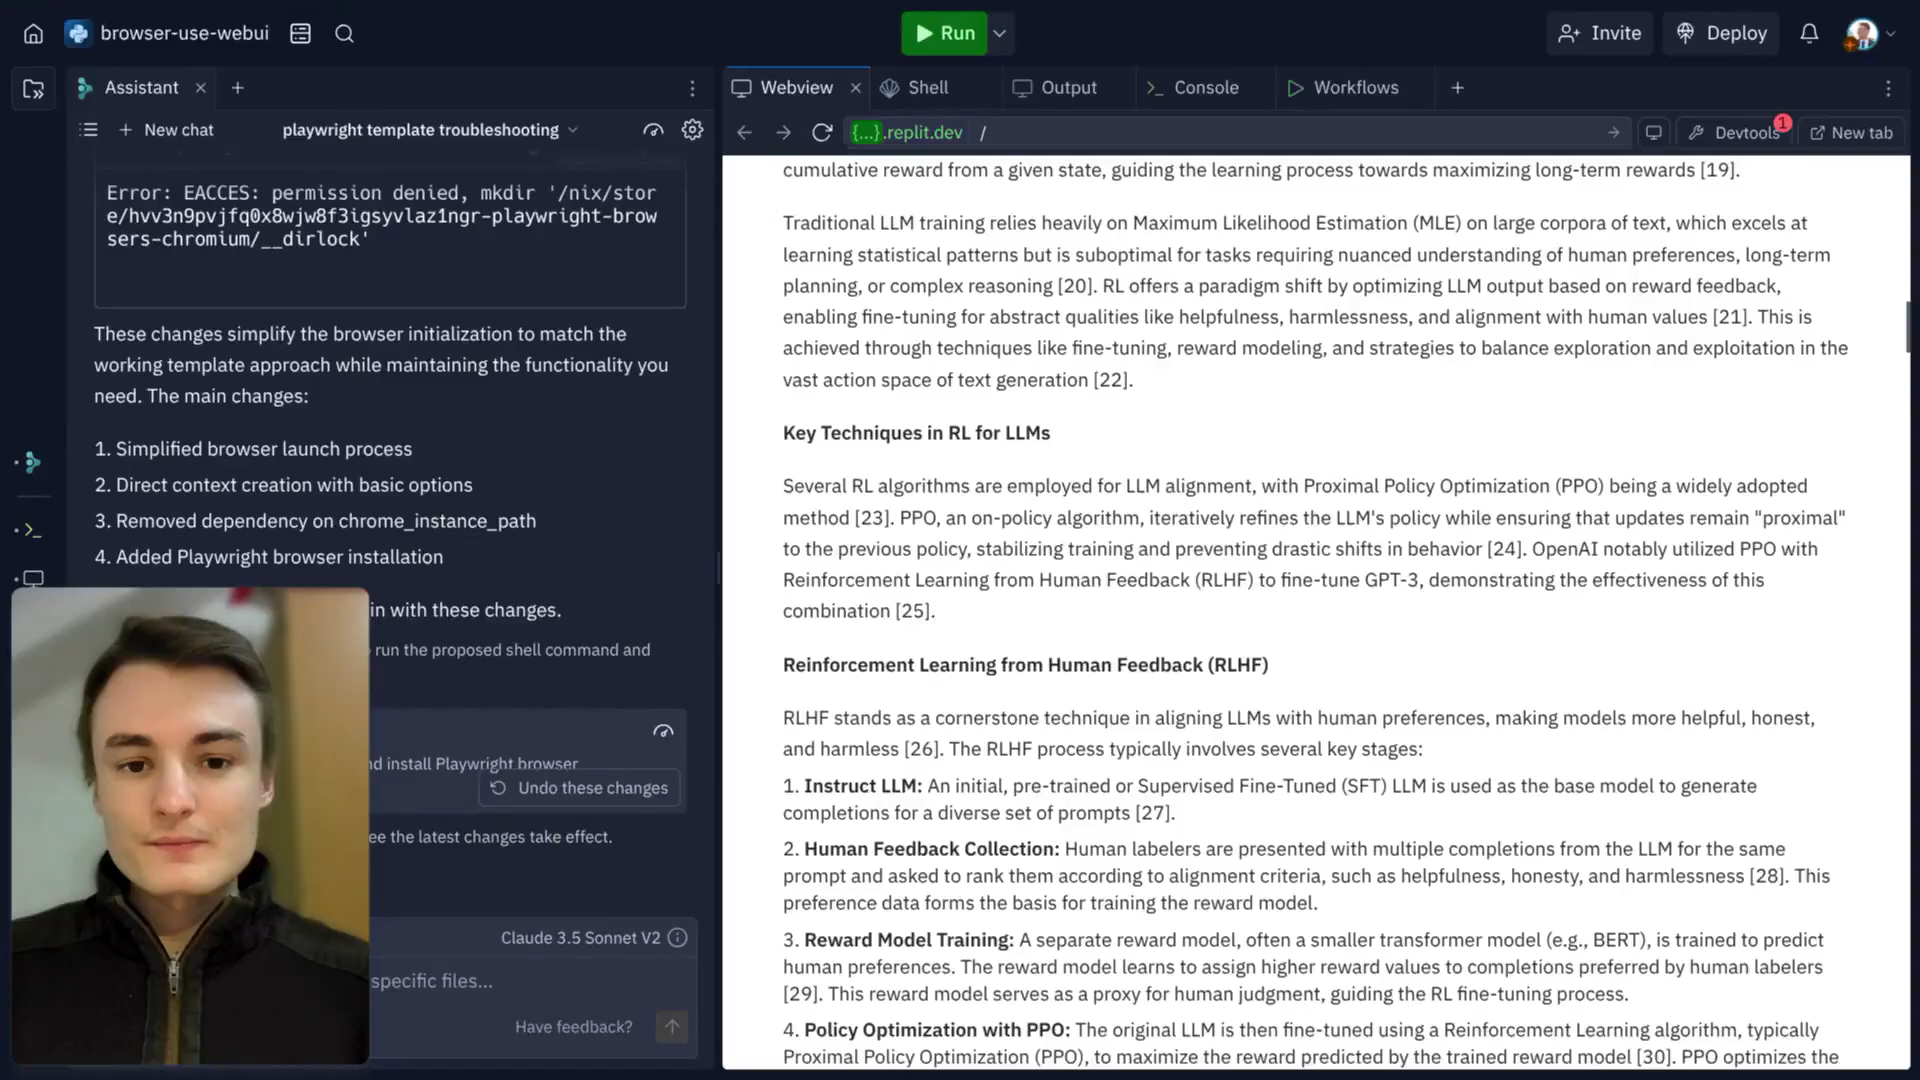 browser-use-webui
Run
Invite
Deploy
Assistant
Webview
Shell
Output
Console
Workflows
New chat
playwright template troubleshooting
{...}.replit.dev /
Devtools
1
New tab
Error: EACCES: permission denied, mkdir '/nix/stor
e/hvv3n9pvjfq0x8wjw8f3igsyvlaz1ngr-playwright-brow
sers-chromium/__dirlock'
These changes simplify the browser initialization to match the
working template approach while maintaining the functionality you
need. The main changes:
1. Simplified browser launch process
2. Direct context creation with basic options
3. Removed dependency on chrome_instance_path
4. Added Playwright browser installation
in with these changes.
run the proposed shell command and
nd install Playwright browser
Undo these changes
ee the latest changes take effect.
Claude 3.5 Sonnet V2
specific files...
Have feedback?
cumulative reward from a given state, guiding the learning process towards maximizing long-term rewards [19].
Traditional LLM training relies heavily on Maximum Likelihood Estimation (MLE) on large corpora of text, which excels at
learning statistical patterns but is suboptimal for tasks requiring nuanced understanding of human preferences, long-term
planning, or complex reasoning [20]. RL offers a paradigm shift by optimizing LLM output based on reward feedback,
enabling fine-tuning for abstract qualities like helpfulness, harmlessness, and alignment with human values [21]. This is
achieved through techniques like fine-tuning, reward modeling, and strategies to balance exploration and exploitation in the
vast action space of text generation [22].
Key Techniques in RL for LLMs
Several RL algorithms are employed for LLM alignment, with Proximal Policy Optimization (PPO) being a widely adopted
method [23]. PPO, an on-policy algorithm, iteratively refines the LLM's policy while ensuring that updates remain "proximal"
to the previous policy, stabilizing training and preventing drastic shifts in behavior [24]. OpenAI notably utilized PPO with
Reinforcement Learning from Human Feedback (RLHF) to fine-tune GPT-3, demonstrating the effectiveness of this
combination [25].
Reinforcement Learning from Human Feedback (RLHF)
RLHF stands as a cornerstone technique in aligning LLMs with human preferences, making models more helpful, honest,
and harmless [26]. The RLHF process typically involves several key stages:
1. Instruct LLM: An initial, pre-trained or Supervised Fine-Tuned (SFT) LLM is used as the base model to generate
completions for a diverse set of prompts [27].
2. Human Feedback Collection: Human labelers are presented with multiple completions from the LLM for the same
prompt and asked to rank them according to alignment criteria, such as helpfulness, honesty, and harmlessness [28]. This
preference data forms the basis for training the reward model.
3. Reward Model Training: A separate reward model, often a smaller transformer model (e.g., BERT), is trained to predict
human preferences. The reward model learns to assign higher reward values to completions preferred by human labelers
[29]. This reward model serves as a proxy for human judgment, guiding the RL fine-tuning process.
4. Policy Optimization with PPO: The original LLM is then fine-tuned using a Reinforcement Learning algorithm, typically
Proximal Policy Optimization (PPO), to maximize the reward predicted by the trained reward model [30]. PPO optimizes the